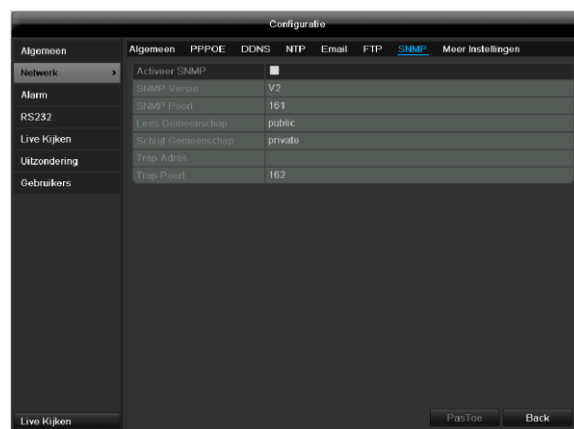 Configuratie
Algemeen
Netwerk
Alarm
RS232
Live Kijken
Uitzondering
Gebruikers
Live Kijken
Algemeen PPPOE DDNS NTP Email FTP SNMP Meer Instellingen
Activeer SNMP
SNMP Versio V2
SNMP Poort 161
Lees Gemeenschap public
Schrijf Gemeenschap private
Trap Adres
Trap Poort 162
PasToe Back